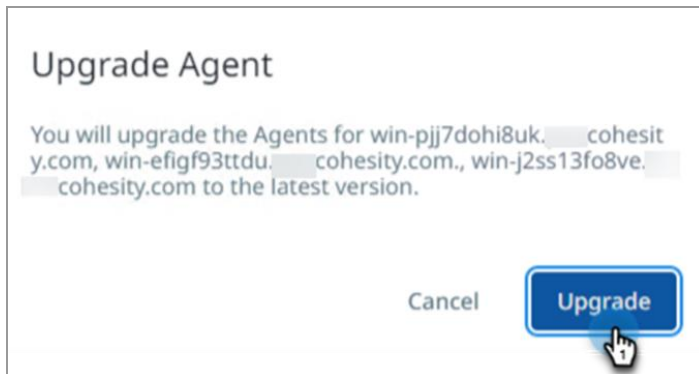 Upgrade Agent
You will upgrade the Agents for win-pjj7dohi8uk. cohesit
y.com, win-efigf93ttdu. cohesity.com., win-j2ss13fo8ve.
cohesity.com to the latest version.
Cancel Upgrade
1